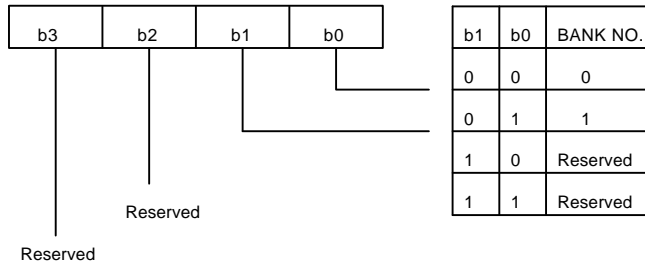 b3 b2 b1 b0
b1 b0 BANK NO.
0 0 0
0 1 1
1 0 Reserved
1 1 Reserved
Reserved
Reserved